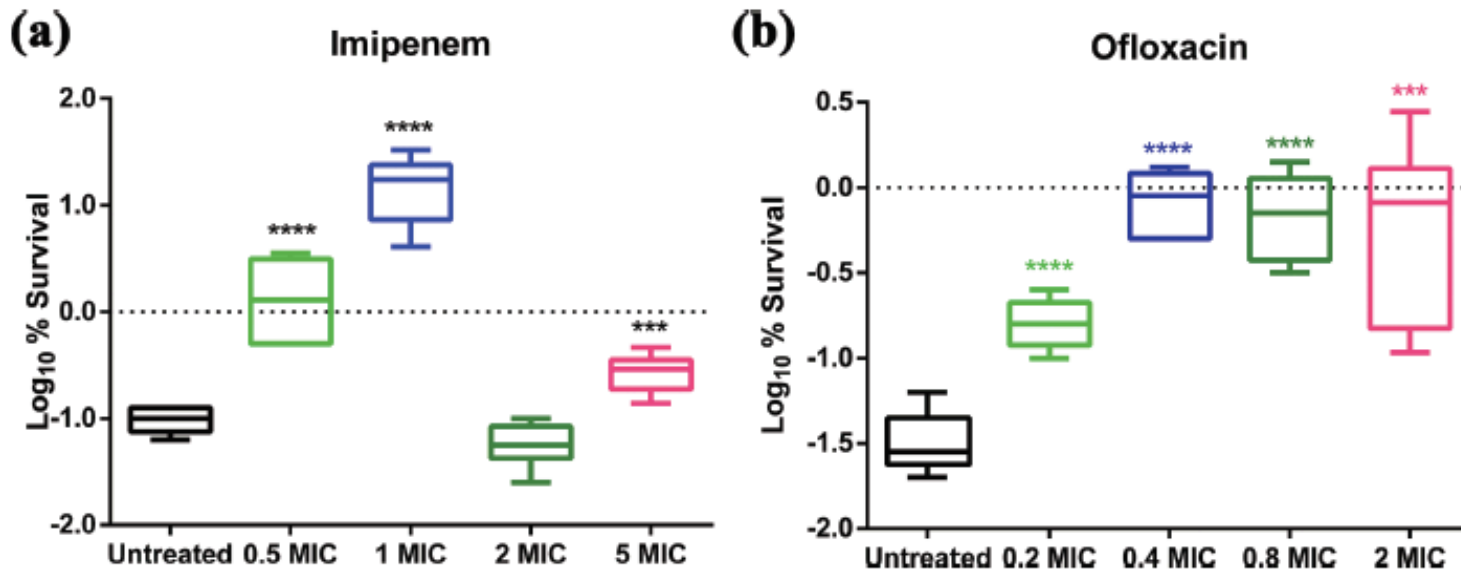 (a)
Imipenem
Log10 % Survival
2.0
1.0
0.0
-1.0
-2.0
****
****
***
Untreated 0.5 MIC 1 MIC 2 MIC 5 MIC
(b)
Ofloxacin
Log10 % Survival
0.5
0.0
-0.5
-1.0
-1.5
-2.0
****
****
****
***
Untreated 0.2 MIC 0.4 MIC 0.8 MIC 2 MIC